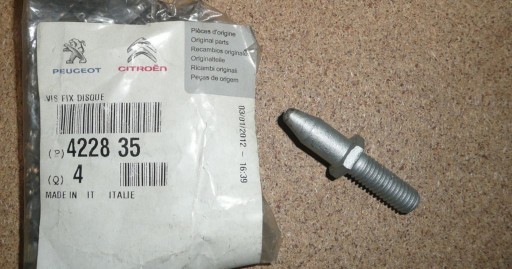 PEUGEOT
CITROËN
Pièces d'origine
Original parts
Recambios originales
Originalteile
Ricambi originali
Peças de origem
VIS FIX DISQUE
(P) 4228 35
(Q) 4
MADE IN IT ITALIE
03/01/2012 - 16:39